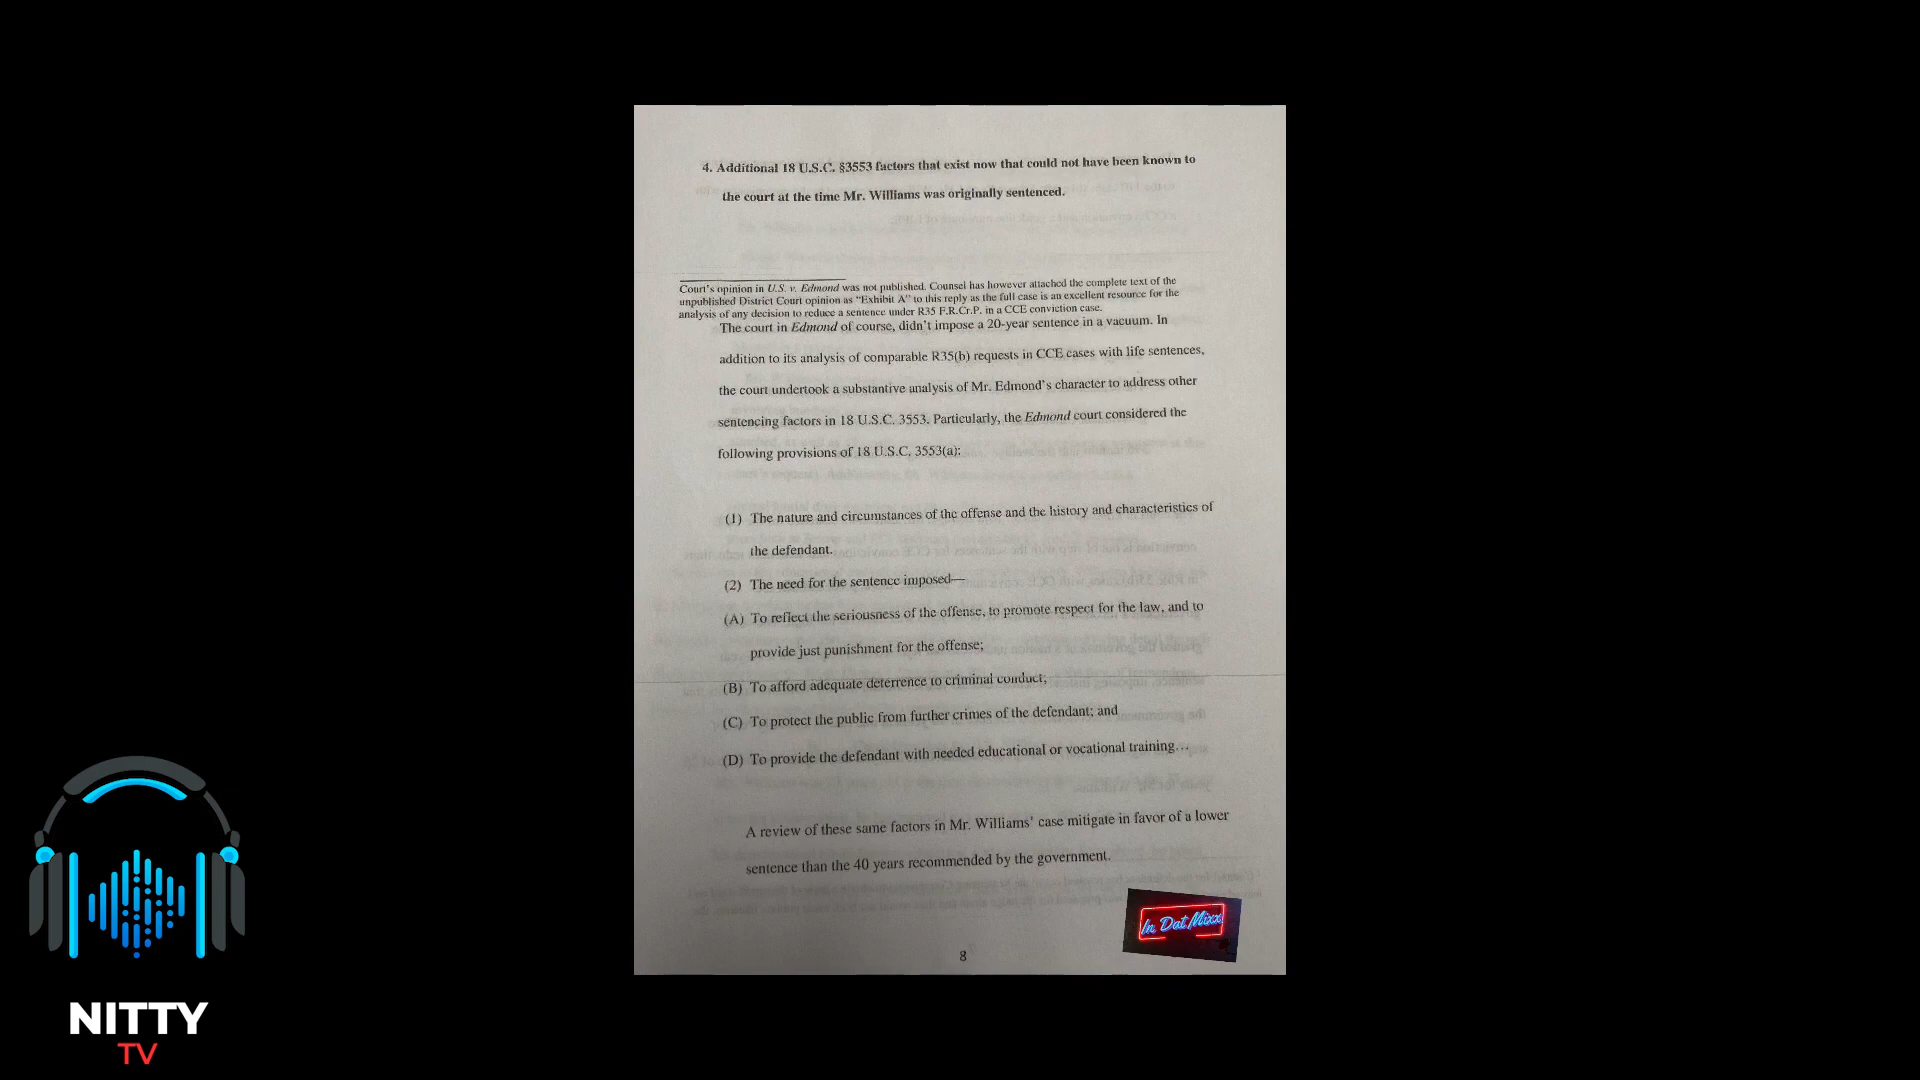 4. Additional 18 U.S.C. §3553 factors that exist now that could not have been known to
the court at the time Mr. Williams was originally sentenced.
Court's opinion in U.S. v. Edmond was not published. Counsel has however attached the complete text of the
unpublished District Court opinion as "Exhibit A" to this reply as the full case is an excellent resource for the
analysis of any decision to reduce a sentence under R35 F.R.Cr.P. in a CCE conviction case.
The court in Edmond of course, didn't impose a 20-year sentence in a vacuum. In
addition to its analysis of comparable R35(b) requests in CCE cases with life sentences,
the court undertook a substantive analysis of Mr. Edmond's character to address other
sentencing factors in 18 U.S.C. 3553. Particularly, the Edmond court considered the
following provisions of 18 U.S.C. 3553(a):
(1) The nature and circumstances of the offense and the history and characteristics of
the defendant.
(2) The need for the sentence imposed—
(A) To reflect the seriousness of the offense, to promote respect for the law, and to
provide just punishment for the offense;
(B) To afford adequate deterrence to criminal conduct;
(C) To protect the public from further crimes of the defendant; and
(D) To provide the defendant with needed educational or vocational training…
A review of these same factors in Mr. Williams' case mitigate in favor of a lower
sentence than the 40 years recommended by the government.
In Dat Mixx
8
NITTY
TV